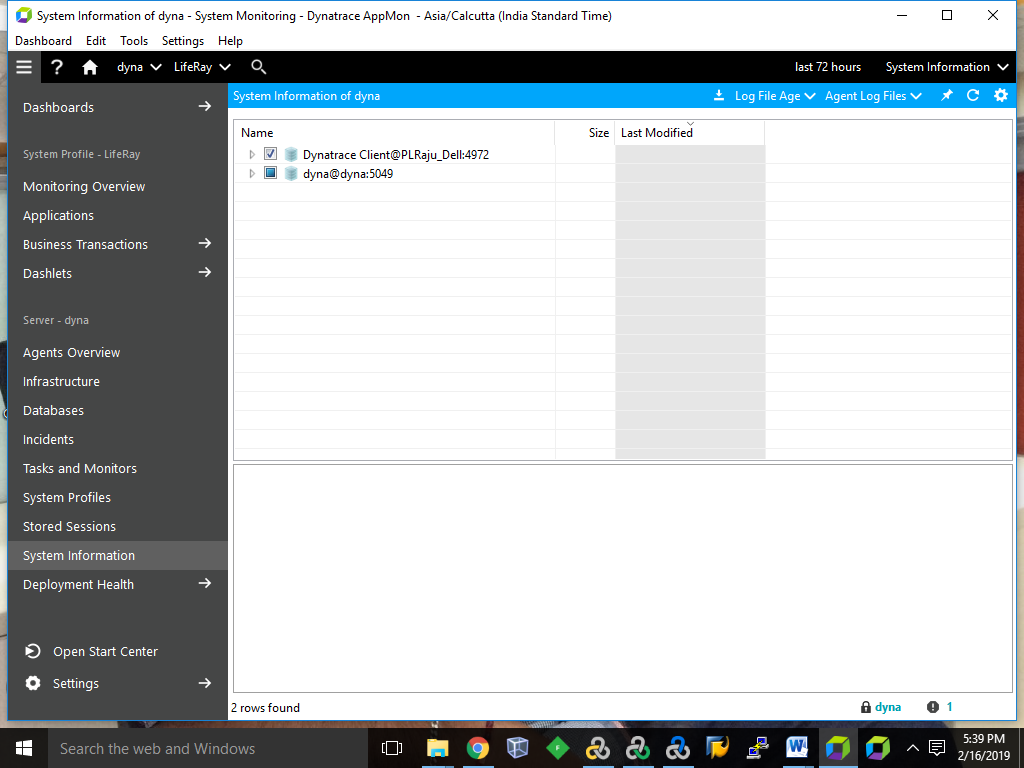 System Information of dyna - System Monitoring - Dynatrace AppMon - Asia/Calcutta (India Standard Time)
Dashboard Edit Tools Settings Help
? dyna LifeRay last 72 hours System Information
Dashboards
System Profile - LifeRay
Monitoring Overview
Applications
Business Transactions
Dashlets
Server - dyna
Agents Overview
Infrastructure
Databases
Incidents
Tasks and Monitors
System Profiles
Stored Sessions
System Information
Deployment Health
Open Start Center
Settings
System Information of dyna Log File Age Agent Log Files
Name Size Last Modified
Dynatrace Client@PLRaju_Dell:4972
dyna@dyna:5049
2 rows found dyna 1
Search the web and Windows
5:39 PM
2/16/2019